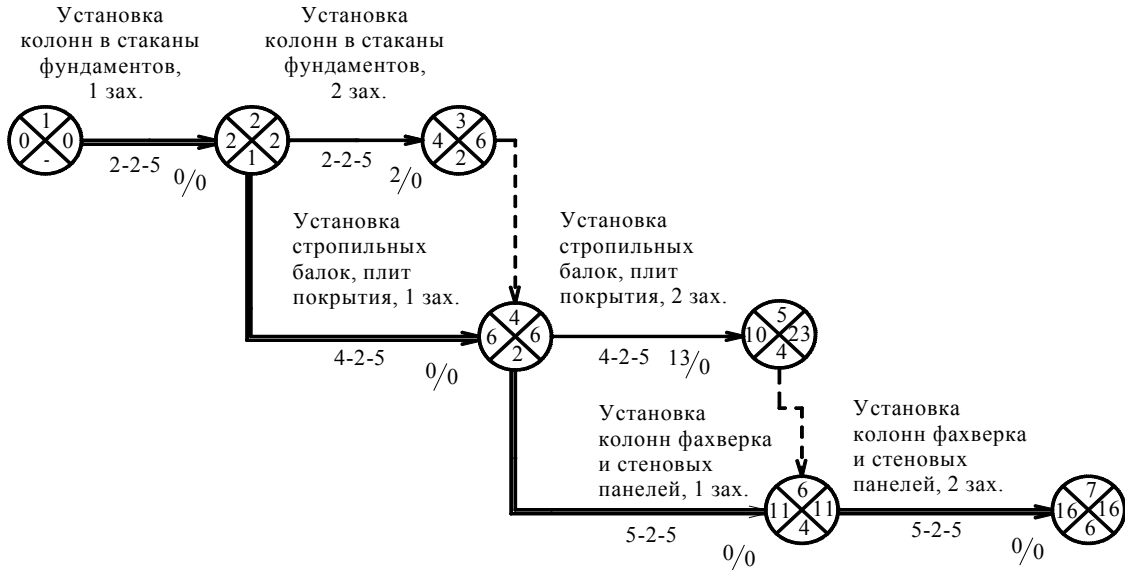 Установка
колонн в стаканы
фундаментов,
1 зах.
Установка
колонн в стаканы
фундаментов,
2 зах.
1
0 0
-
2-2-5
0/0
2
2 2
1
2-2-5
2/0
3
4 6
2
Установка
стропильных
балок, плит
покрытия, 1 зах.
Установка
стропильных
балок, плит
покрытия, 2 зах.
4-2-5
0/0
4
6 6
2
4-2-5
13/0
5
10 23
4
Установка
колонн фахверка
и стеновых
панелей, 1 зах.
Установка
колонн фахверка
и стеновых
панелей, 2 зах.
5-2-5
0/0
6
11 11
4
5-2-5
0/0
7
16 16
6